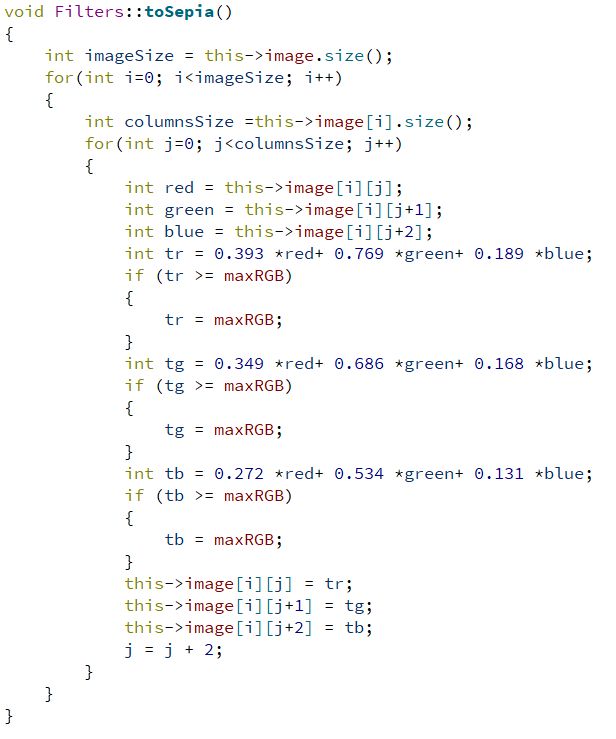 void Filters::toSepia()
{
    int imageSize = this->image.size();
    for(int i=0; i<imageSize; i++)
    {
        int columnsSize =this->image[i].size();
        for(int j=0; j<columnsSize; j++)
        {
            int red = this->image[i][j];
            int green = this->image[i][j+1];
            int blue = this->image[i][j+2];
            int tr = 0.393 *red+ 0.769 *green+ 0.189 *blue;
            if (tr >= maxRGB)
            {
                tr = maxRGB;
            }
            int tg = 0.349 *red+ 0.686 *green+ 0.168 *blue;
            if (tg >= maxRGB)
            {
                tg = maxRGB;
            }
            int tb = 0.272 *red+ 0.534 *green+ 0.131 *blue;
            if (tb >= maxRGB)
            {
                tb = maxRGB;
            }
            this->image[i][j] = tr;
            this->image[i][j+1] = tg;
            this->image[i][j+2] = tb;
            j = j + 2;
        }
    }
}